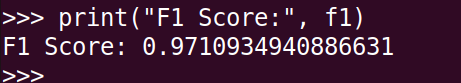 >>> print("F1 Score:", f1)
F1 Score: 0.9710934940886631
>>>